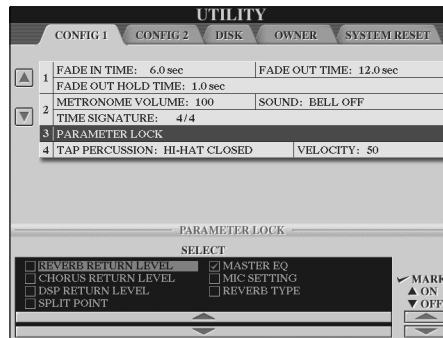 UTILITY
CONFIG 1 CONFIG 2 DISK OWNER SYSTEM RESET
1 FADE IN TIME: 6.0 sec FADE OUT TIME: 12.0 sec
FADE OUT HOLD TIME: 1.0 sec
2 METRONOME VOLUME: 100 SOUND: BELL OFF
TIME SIGNATURE: 4/4
3 PARAMETER LOCK
4 TAP PERCUSSION: HI-HAT CLOSED VELOCITY: 50
PARAMETER LOCK
SELECT
REVERB RETURN LEVEL MASTER EQ
CHORUS RETURN LEVEL MIC SETTING
DSP RETURN LEVEL REVERB TYPE
SPLIT POINT
MARK
▲ ON
▼ OFF